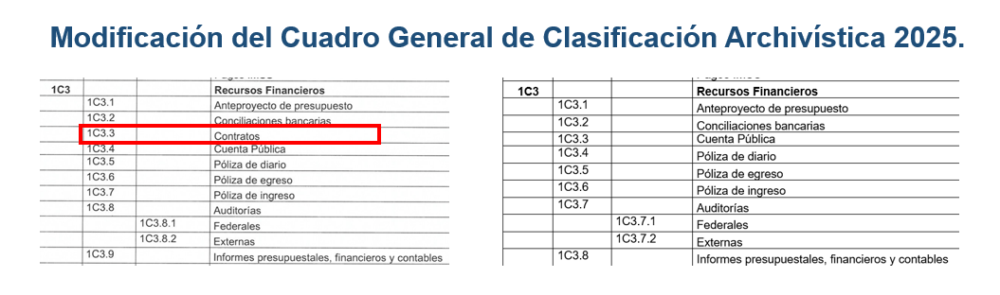 Modificación del Cuadro General de Clasificación Archivística 2025.
1C3 Recursos Financieros
1C3.1 Anteproyecto de presupuesto
1C3.2 Conciliaciones bancarias
1C3.3 Contratos
1C3.4 Cuenta Pública
1C3.5 Póliza de diario
1C3.6 Póliza de egreso
1C3.7 Póliza de ingreso
1C3.8 Auditorías
1C3.8.1 Federales
1C3.8.2 Externas
1C3.9 Informes presupuestales, financieros y contables
1C3 Recursos Financieros
1C3.1 Anteproyecto de presupuesto
1C3.2 Conciliaciones bancarias
1C3.3 Cuenta Pública
1C3.4 Póliza de diario
1C3.5 Póliza de egreso
1C3.6 Póliza de ingreso
1C3.7 Auditorías
1C3.7.1 Federales
1C3.7.2 Externas
1C3.8 Informes presupuestales, financieros y contables